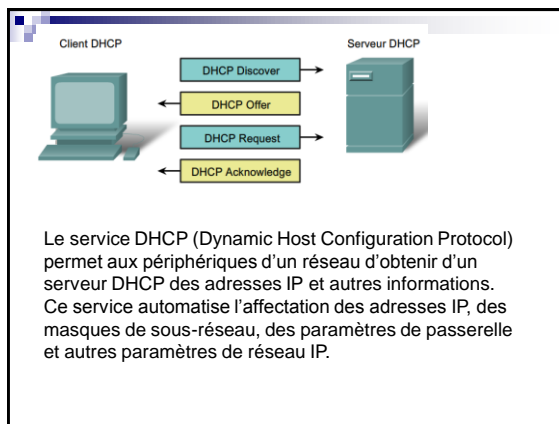 Client DHCP
Serveur DHCP
DHCP Discover
DHCP Offer
DHCP Request
DHCP Acknowledge
Le service DHCP (Dynamic Host Configuration Protocol)
permet aux périphériques d’un réseau d’obtenir d’un
serveur DHCP des adresses IP et autres informations.
Ce service automatise l’affectation des adresses IP, des
masques de sous-réseau, des paramètres de passerelle
et autres paramètres de réseau IP.